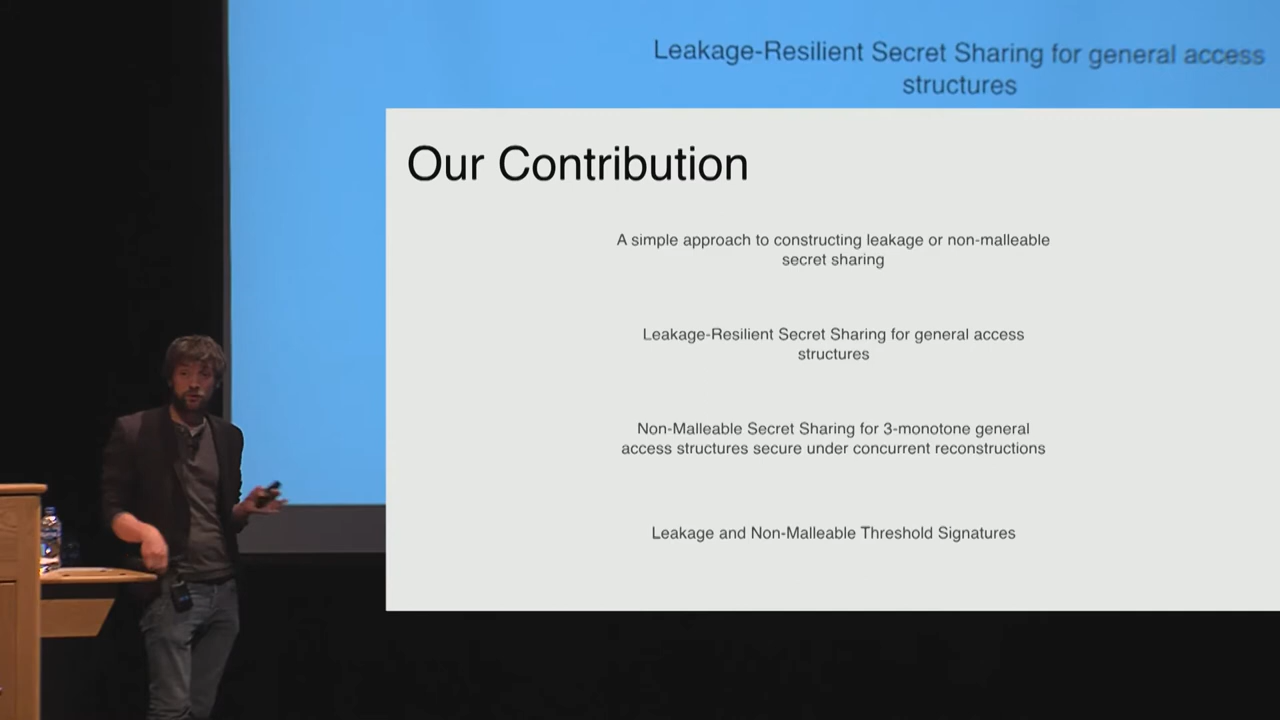 Leakage-Resilient Secret Sharing for general access
structures
Our Contribution
A simple approach to constructing leakage or non-malleable
secret sharing
Leakage-Resilient Secret Sharing for general access
structures
Non-Malleable Secret Sharing for 3-monotone general
access structures secure under concurrent reconstructions
Leakage and Non-Malleable Threshold Signatures